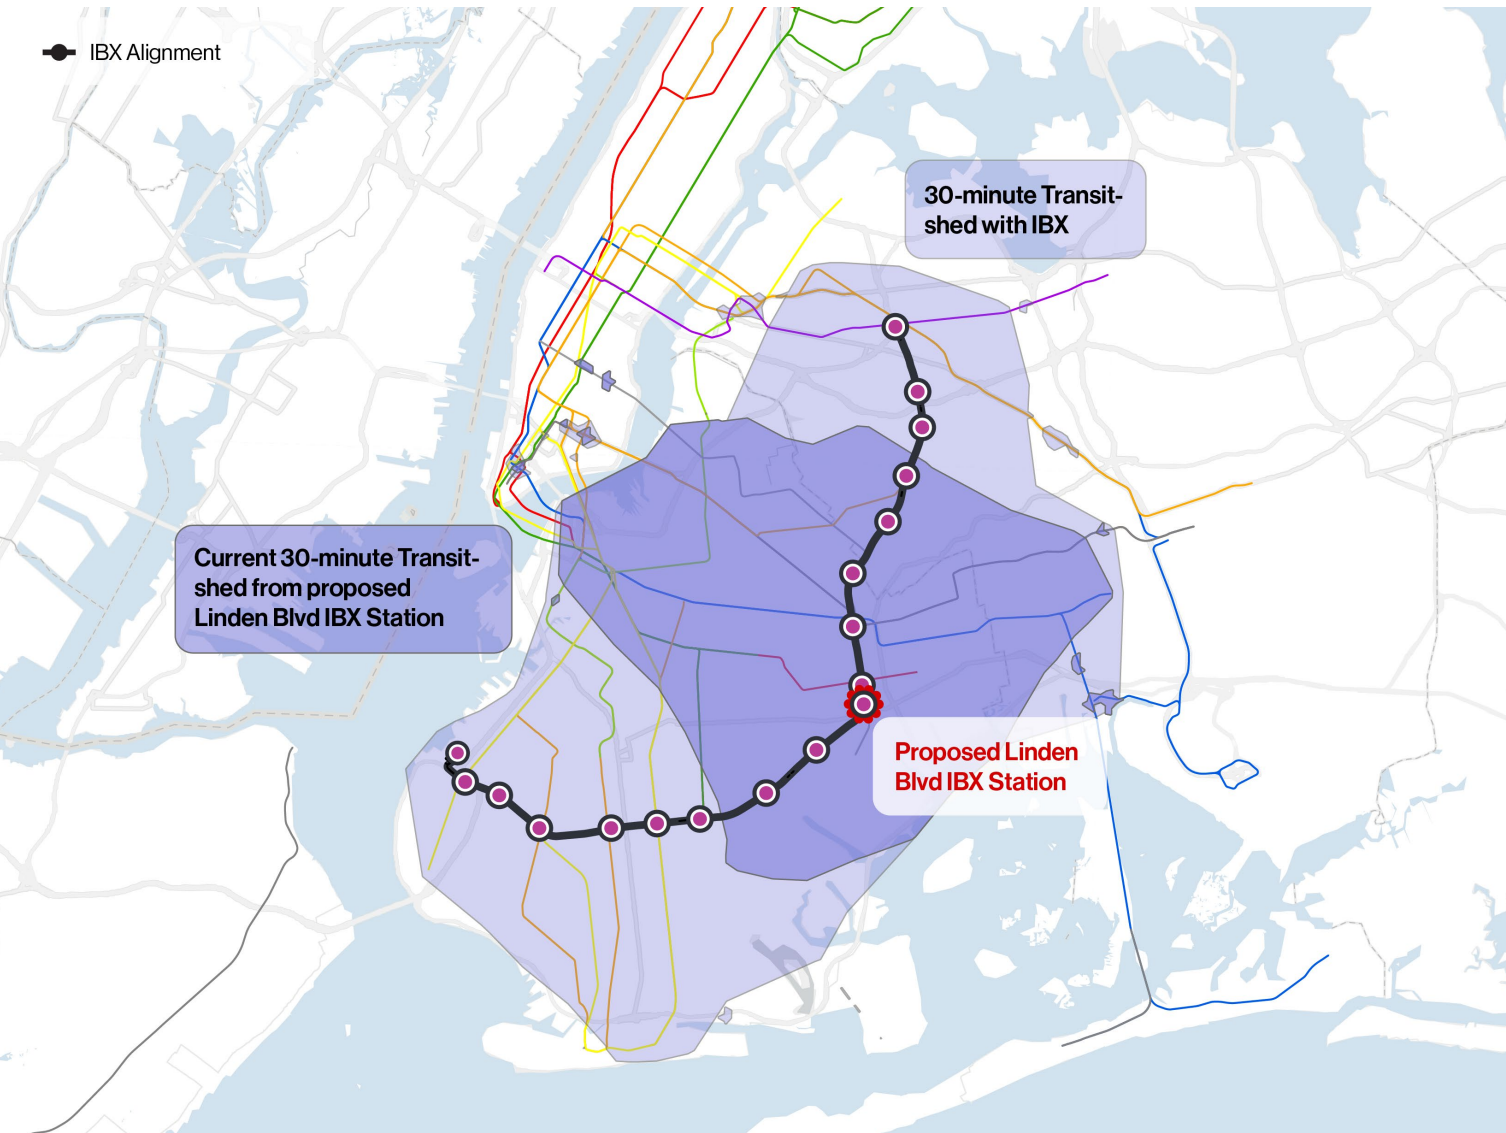 IBX Alignment
30-minute Transit-
shed with IBX
Current 30-minute Transit-
shed from proposed
Linden Blvd IBX Station
Proposed Linden
Blvd IBX Station